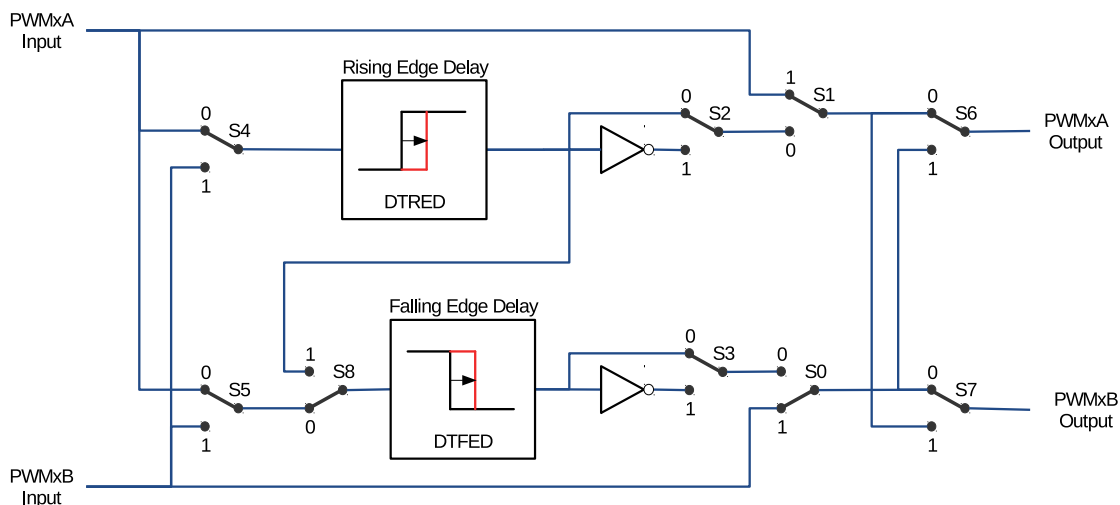 PWMxA
Input
Rising Edge Delay
DTRED
0
S4
1
0
S2
1
1
S1
0
0
S6
1
PWMxA
Output
Falling Edge Delay
DTFED
0
S5
1
1
S8
0
0
S3
1
0
S0
1
0
S7
1
PWMxB
Output
PWMxB
Input